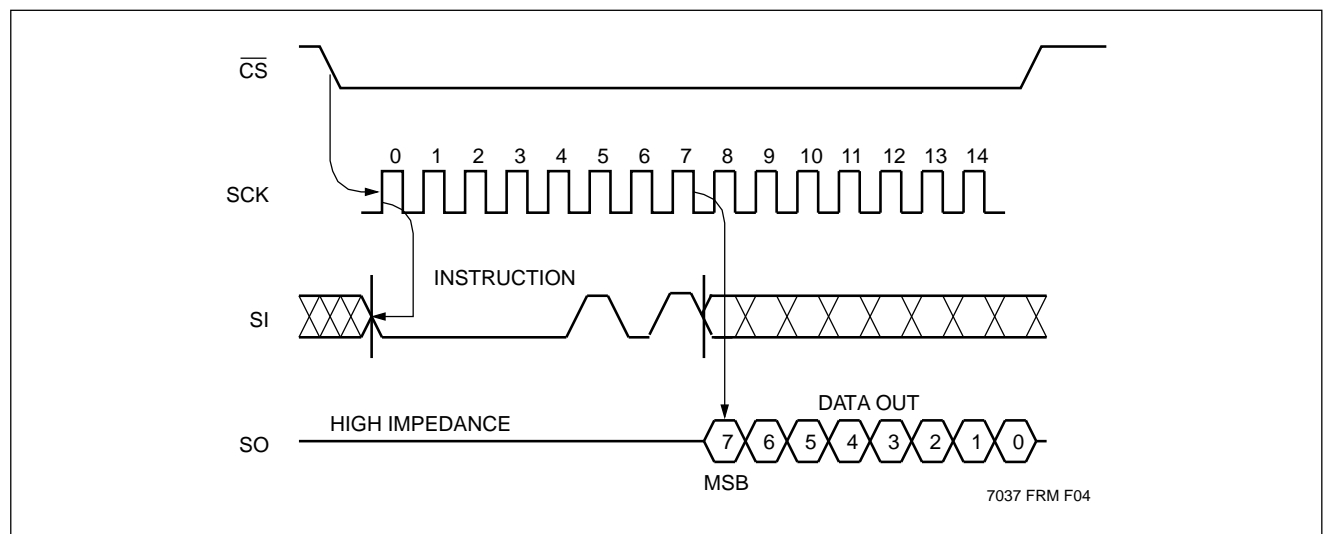 CS
0 1 2 3 4 5 6 7 8 9 10 11 12 13 14
SCK
INSTRUCTION
SI
DATA OUT
HIGH IMPEDANCE
SO
7 6 5 4 3 2 1 0
MSB
7037 FRM F04